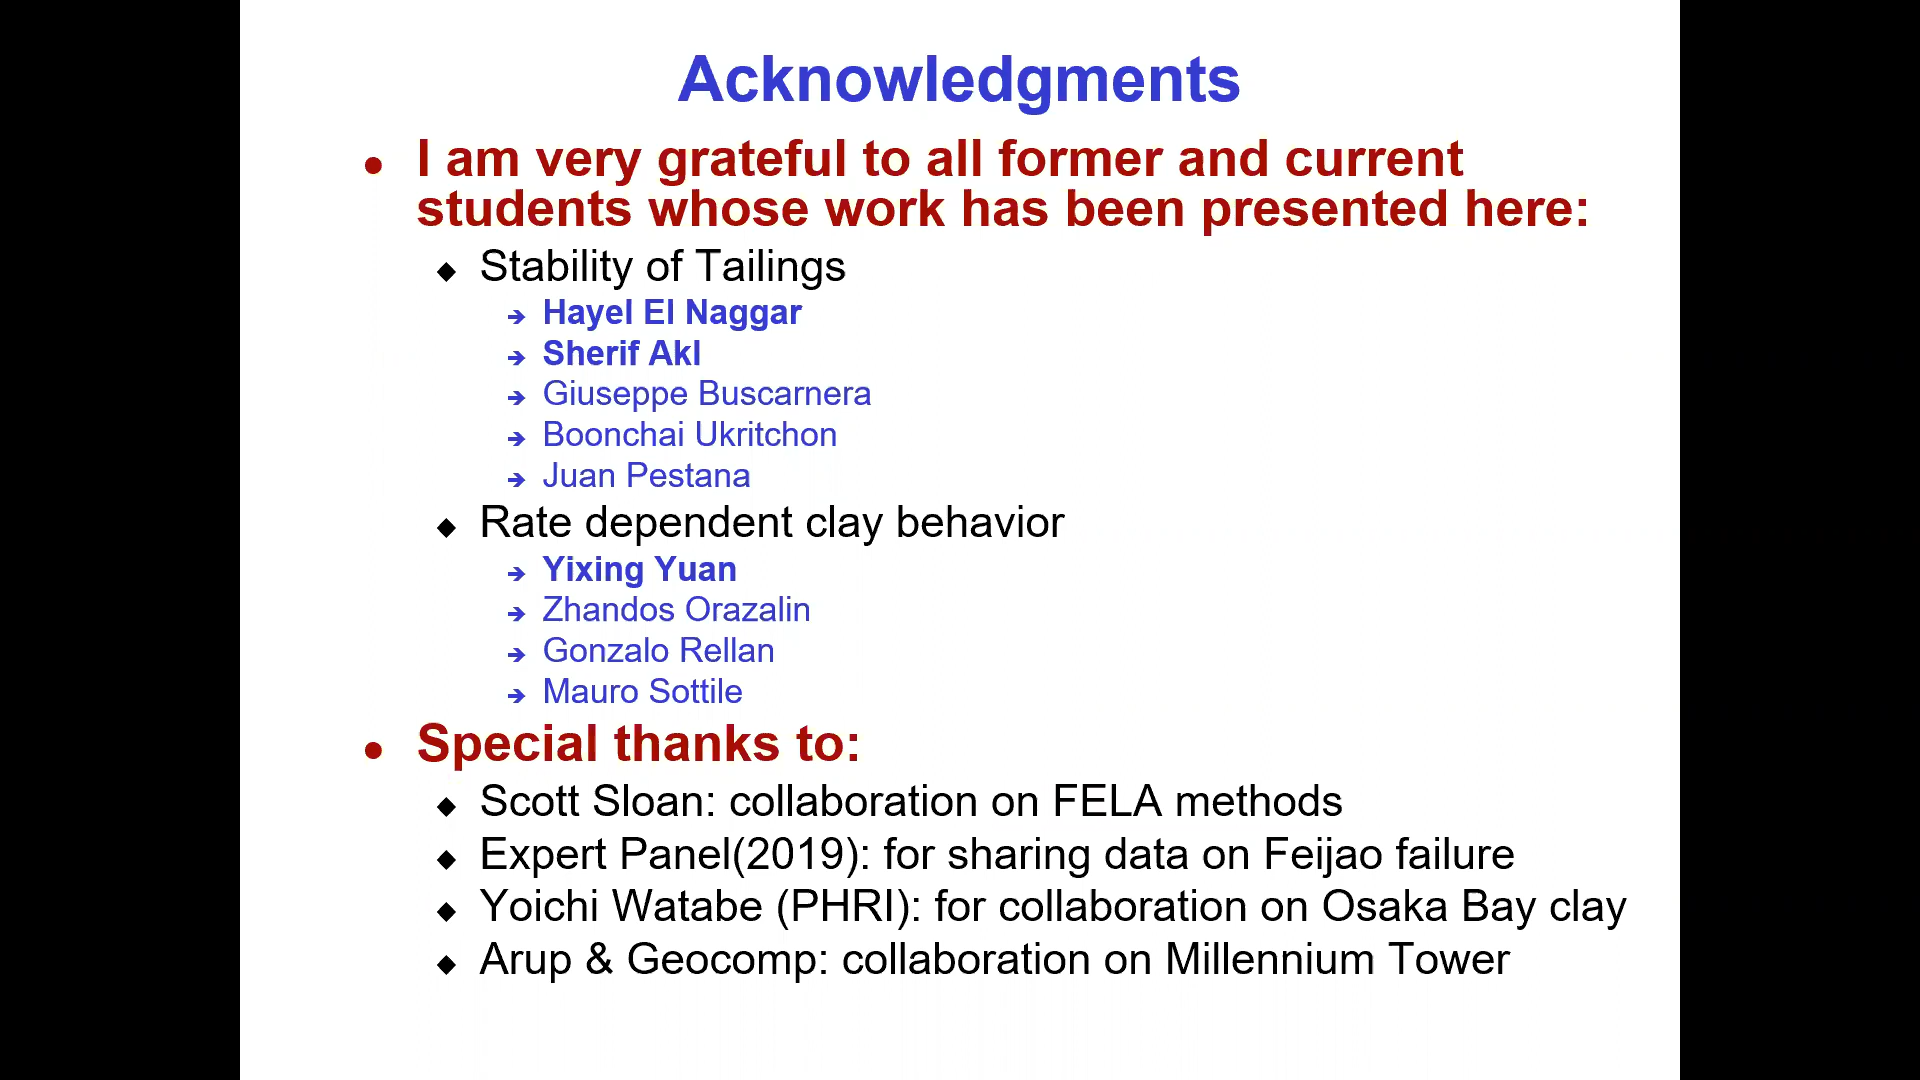 Acknowledgments
I am very grateful to all former and current
students whose work has been presented here:
Stability of Tailings
Hayel El Naggar
Sherif Akl
Giuseppe Buscarnera
Boonchai Ukritchon
Juan Pestana
Rate dependent clay behavior
Yixing Yuan
Zhandos Orazalin
Gonzalo Rellan
Mauro Sottile
Special thanks to:
Scott Sloan: collaboration on FELA methods
Expert Panel(2019): for sharing data on Feijao failure
Yoichi Watabe (PHRI): for collaboration on Osaka Bay clay
Arup & Geocomp: collaboration on Millennium Tower